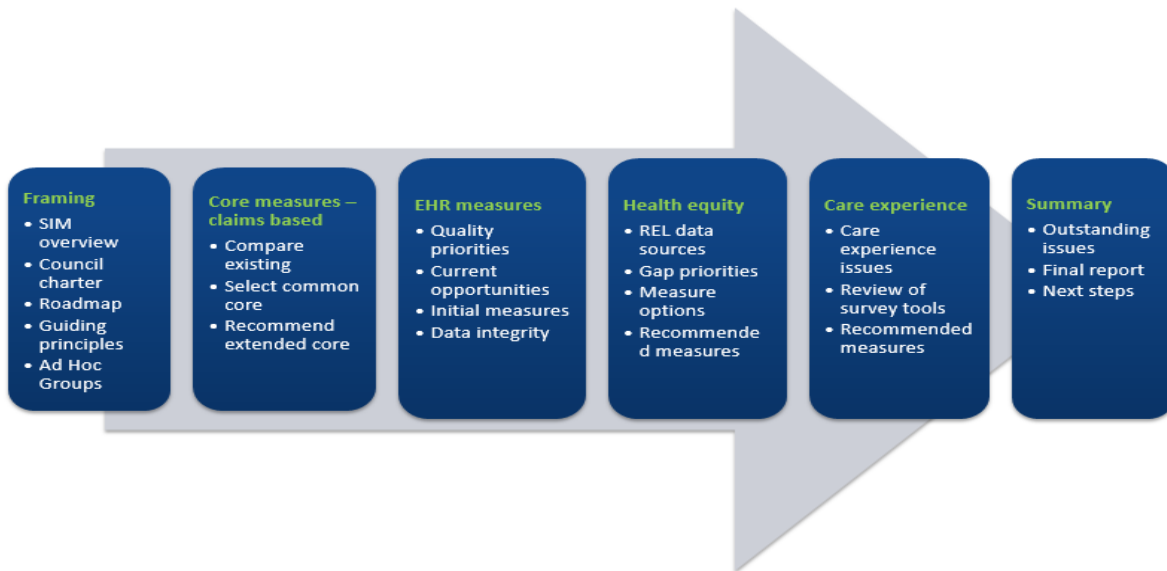 Framing
• SIM
overview
• Council
charter
• Roadmap
• Guiding
principles
• Ad Hoc
Groups
Core measures –
claims based
• Compare
existing
• Select common
core
• Recommend
extended core
EHR measures
• Quality
priorities
• Current
opportunities
• Initial measures
• Data integrity
Health equity
• REL data
sources
• Gap priorities
• Measure
options
• Recommende
d measures
Care experience
• Care
experience
issues
• Review of
survey tools
• Recommended
measures
Summary
• Outstanding
issues
• Final report
• Next steps